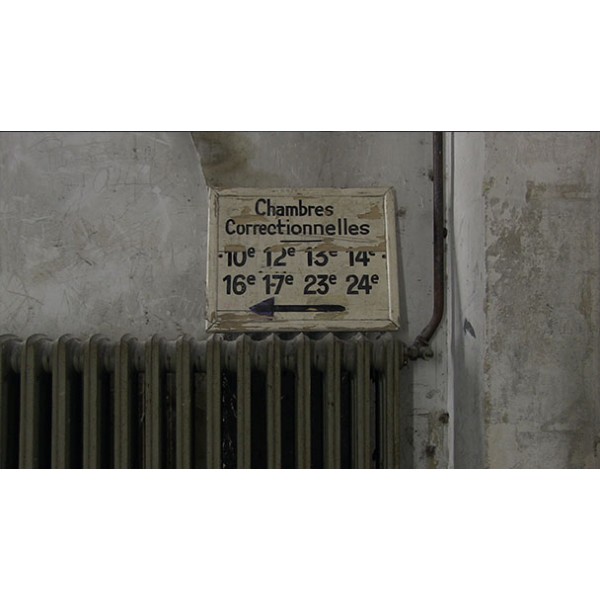 Chambres
Correctionnelles
10e 12e 13e 14e
16e 17e 23e 24e